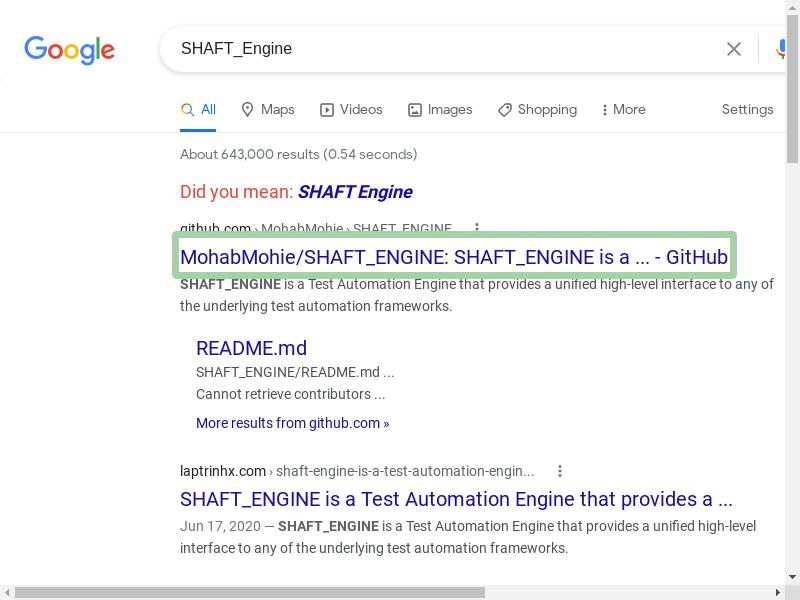 Google
SHAFT_Engine
All Maps Videos Images Shopping More Settings
About 643,000 results (0.54 seconds)
Did you mean: SHAFT Engine
github.com › MohabMohie › SHAFT_ENGINE
MohabMohie/SHAFT_ENGINE: SHAFT_ENGINE is a ... - GitHub
SHAFT_ENGINE is a Test Automation Engine that provides a unified high-level interface to any of
the underlying test automation frameworks.
README.md
SHAFT_ENGINE/README.md ...
Cannot retrieve contributors ...
More results from github.com »
laptrinhx.com › shaft-engine-is-a-test-automation-engin...
SHAFT_ENGINE is a Test Automation Engine that provides a ...
Jun 17, 2020 — SHAFT_ENGINE is a Test Automation Engine that provides a unified high-level
interface to any of the underlying test automation frameworks.